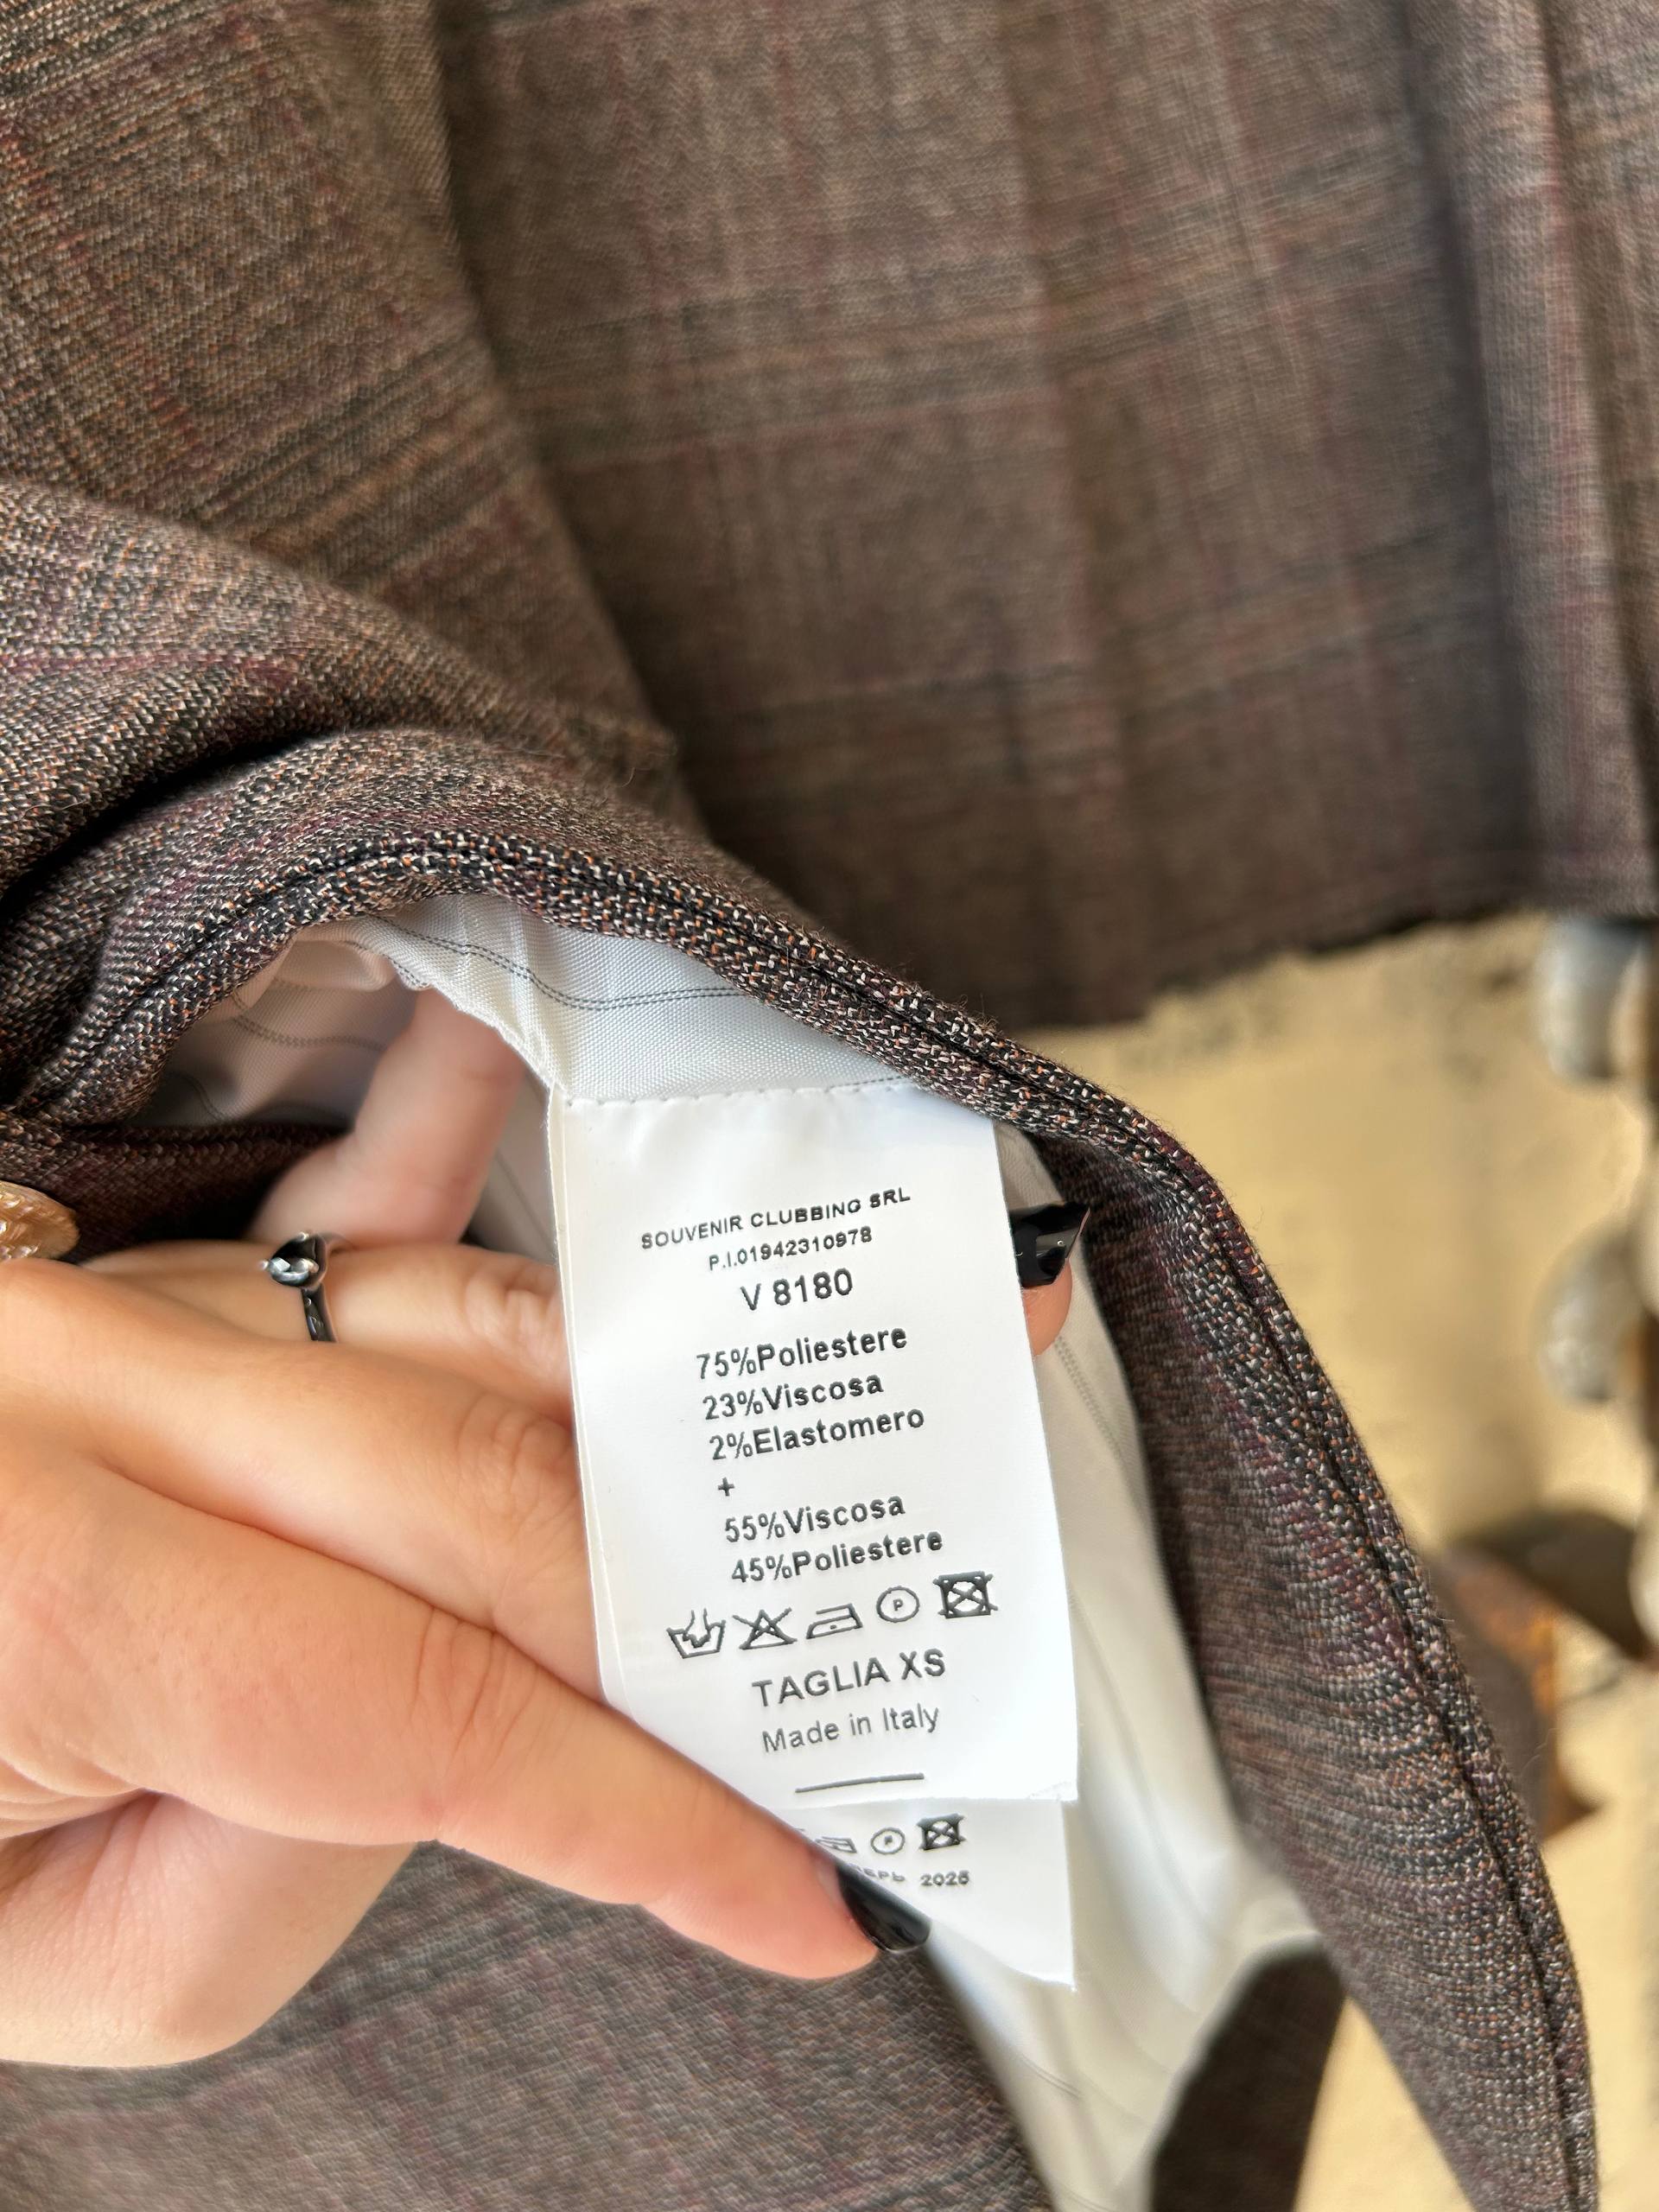 SOUVENIR CLUBBING SRL
P.I.01942310978
V 8180
75%Poliestere
23%Viscosa
2%Elastomero
+
55%Viscosa
45%Poliestere
P
TAGLIA XS
Made in Italy